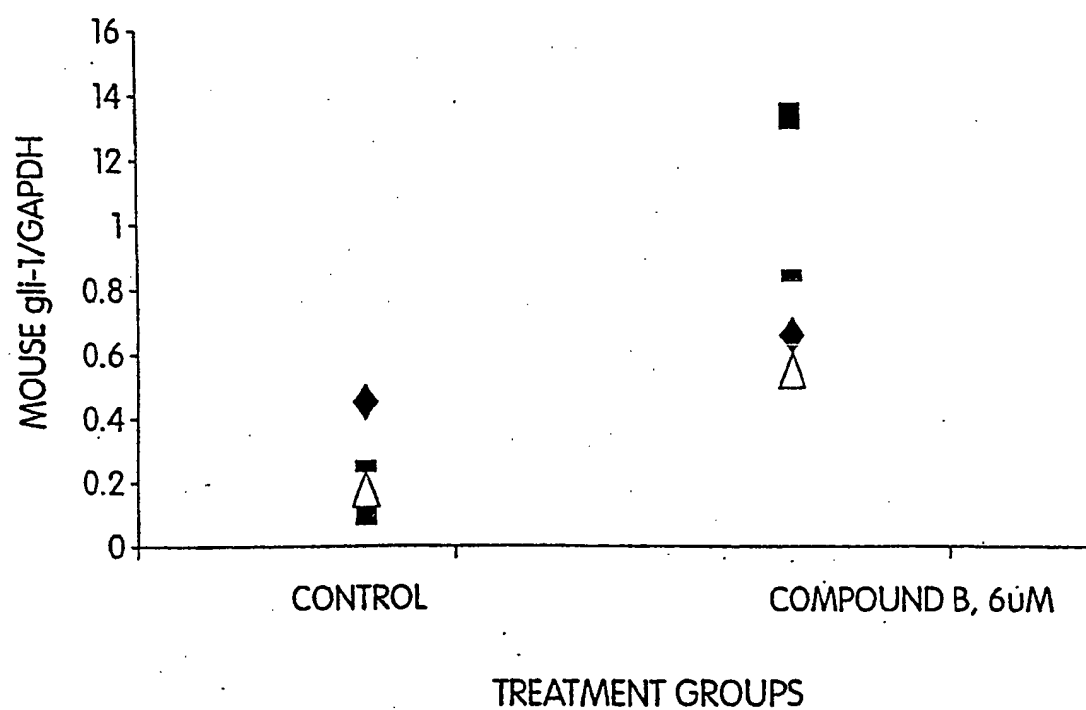 16
14
12
1
0.8
0.6
0.4
0.2
0
MOUSE gli-1/GAPDH
CONTROL
COMPOUND B, 6uM
TREATMENT GROUPS